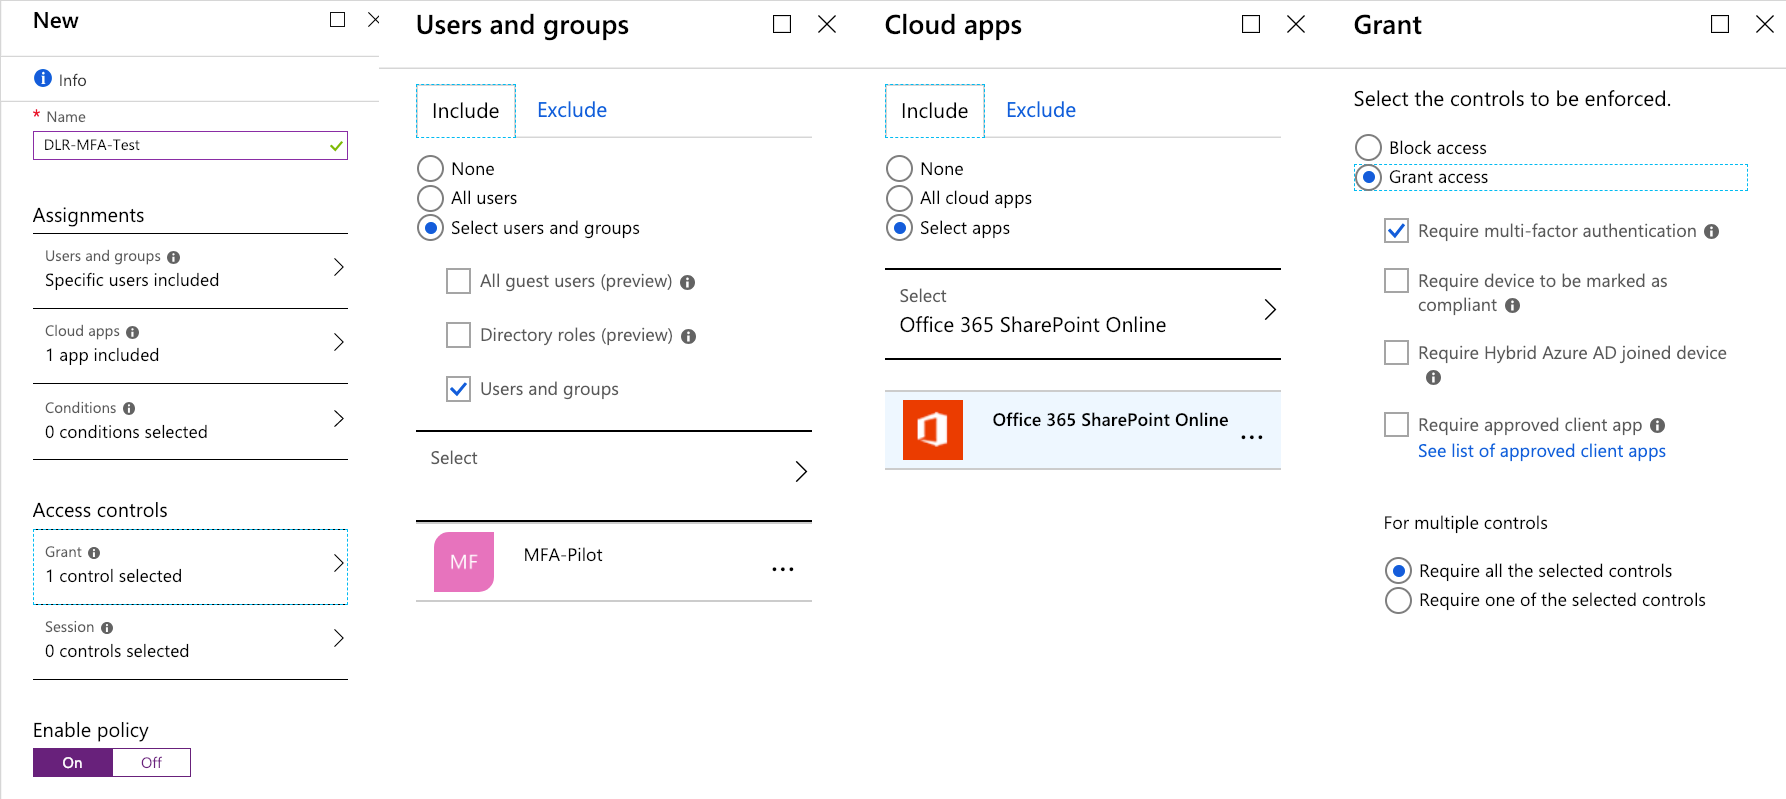 New
Info
* Name
DLR-MFA-Test
Assignments
Users and groups
Specific users included
Cloud apps
1 app included
Conditions
0 conditions selected
Access controls
Grant
1 control selected
Session
0 controls selected
Enable policy
On Off
Users and groups
Include Exclude
None
All users
Select users and groups
All guest users (preview)
Directory roles (preview)
Users and groups
Select
MF MFA-Pilot
Cloud apps
Include Exclude
None
All cloud apps
Select apps
Select
Office 365 SharePoint Online
Office 365 SharePoint Online
Grant
Select the controls to be enforced.
Block access
Grant access
Require multi-factor authentication
Require device to be marked as
compliant
Require Hybrid Azure AD joined device
Require approved client app
See list of approved client apps
For multiple controls
Require all the selected controls
Require one of the selected controls